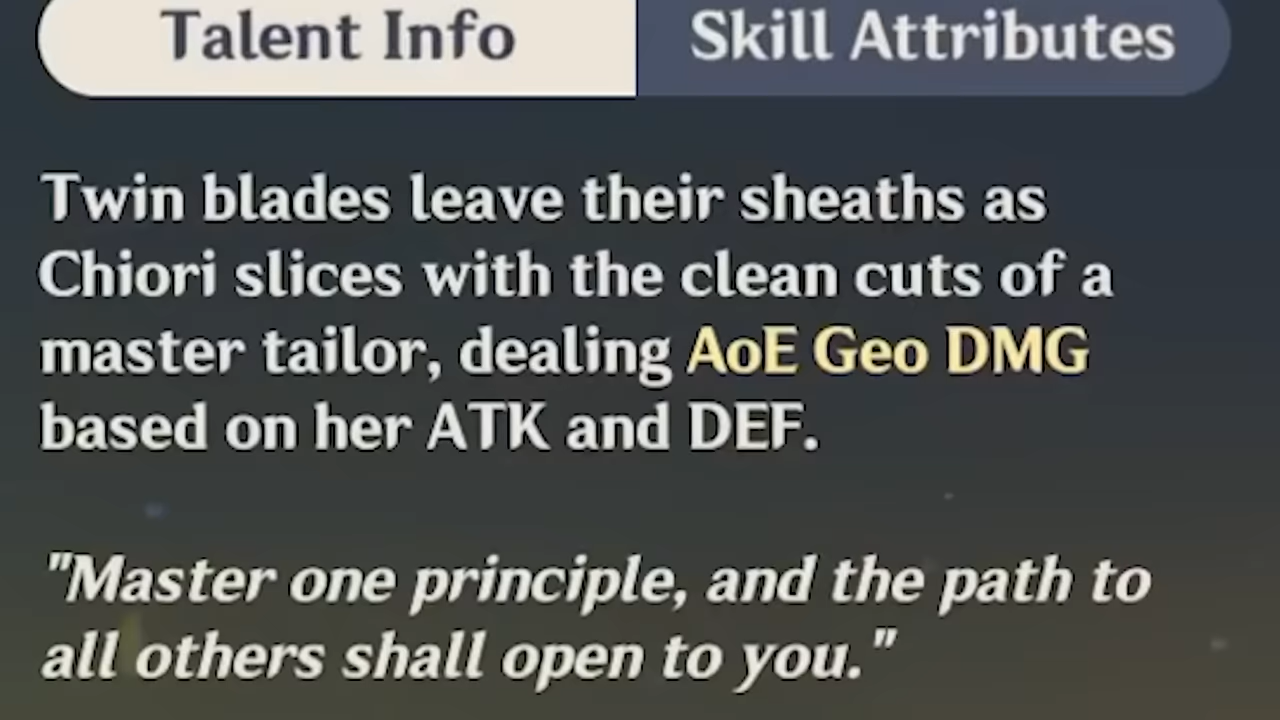 Talent Info Skill Attributes
Twin blades leave their sheaths as
Chiori slices with the clean cuts of a
master tailor, dealing AoE Geo DMG
based on her ATK and DEF.
"Master one principle, and the path to
all others shall open to you."